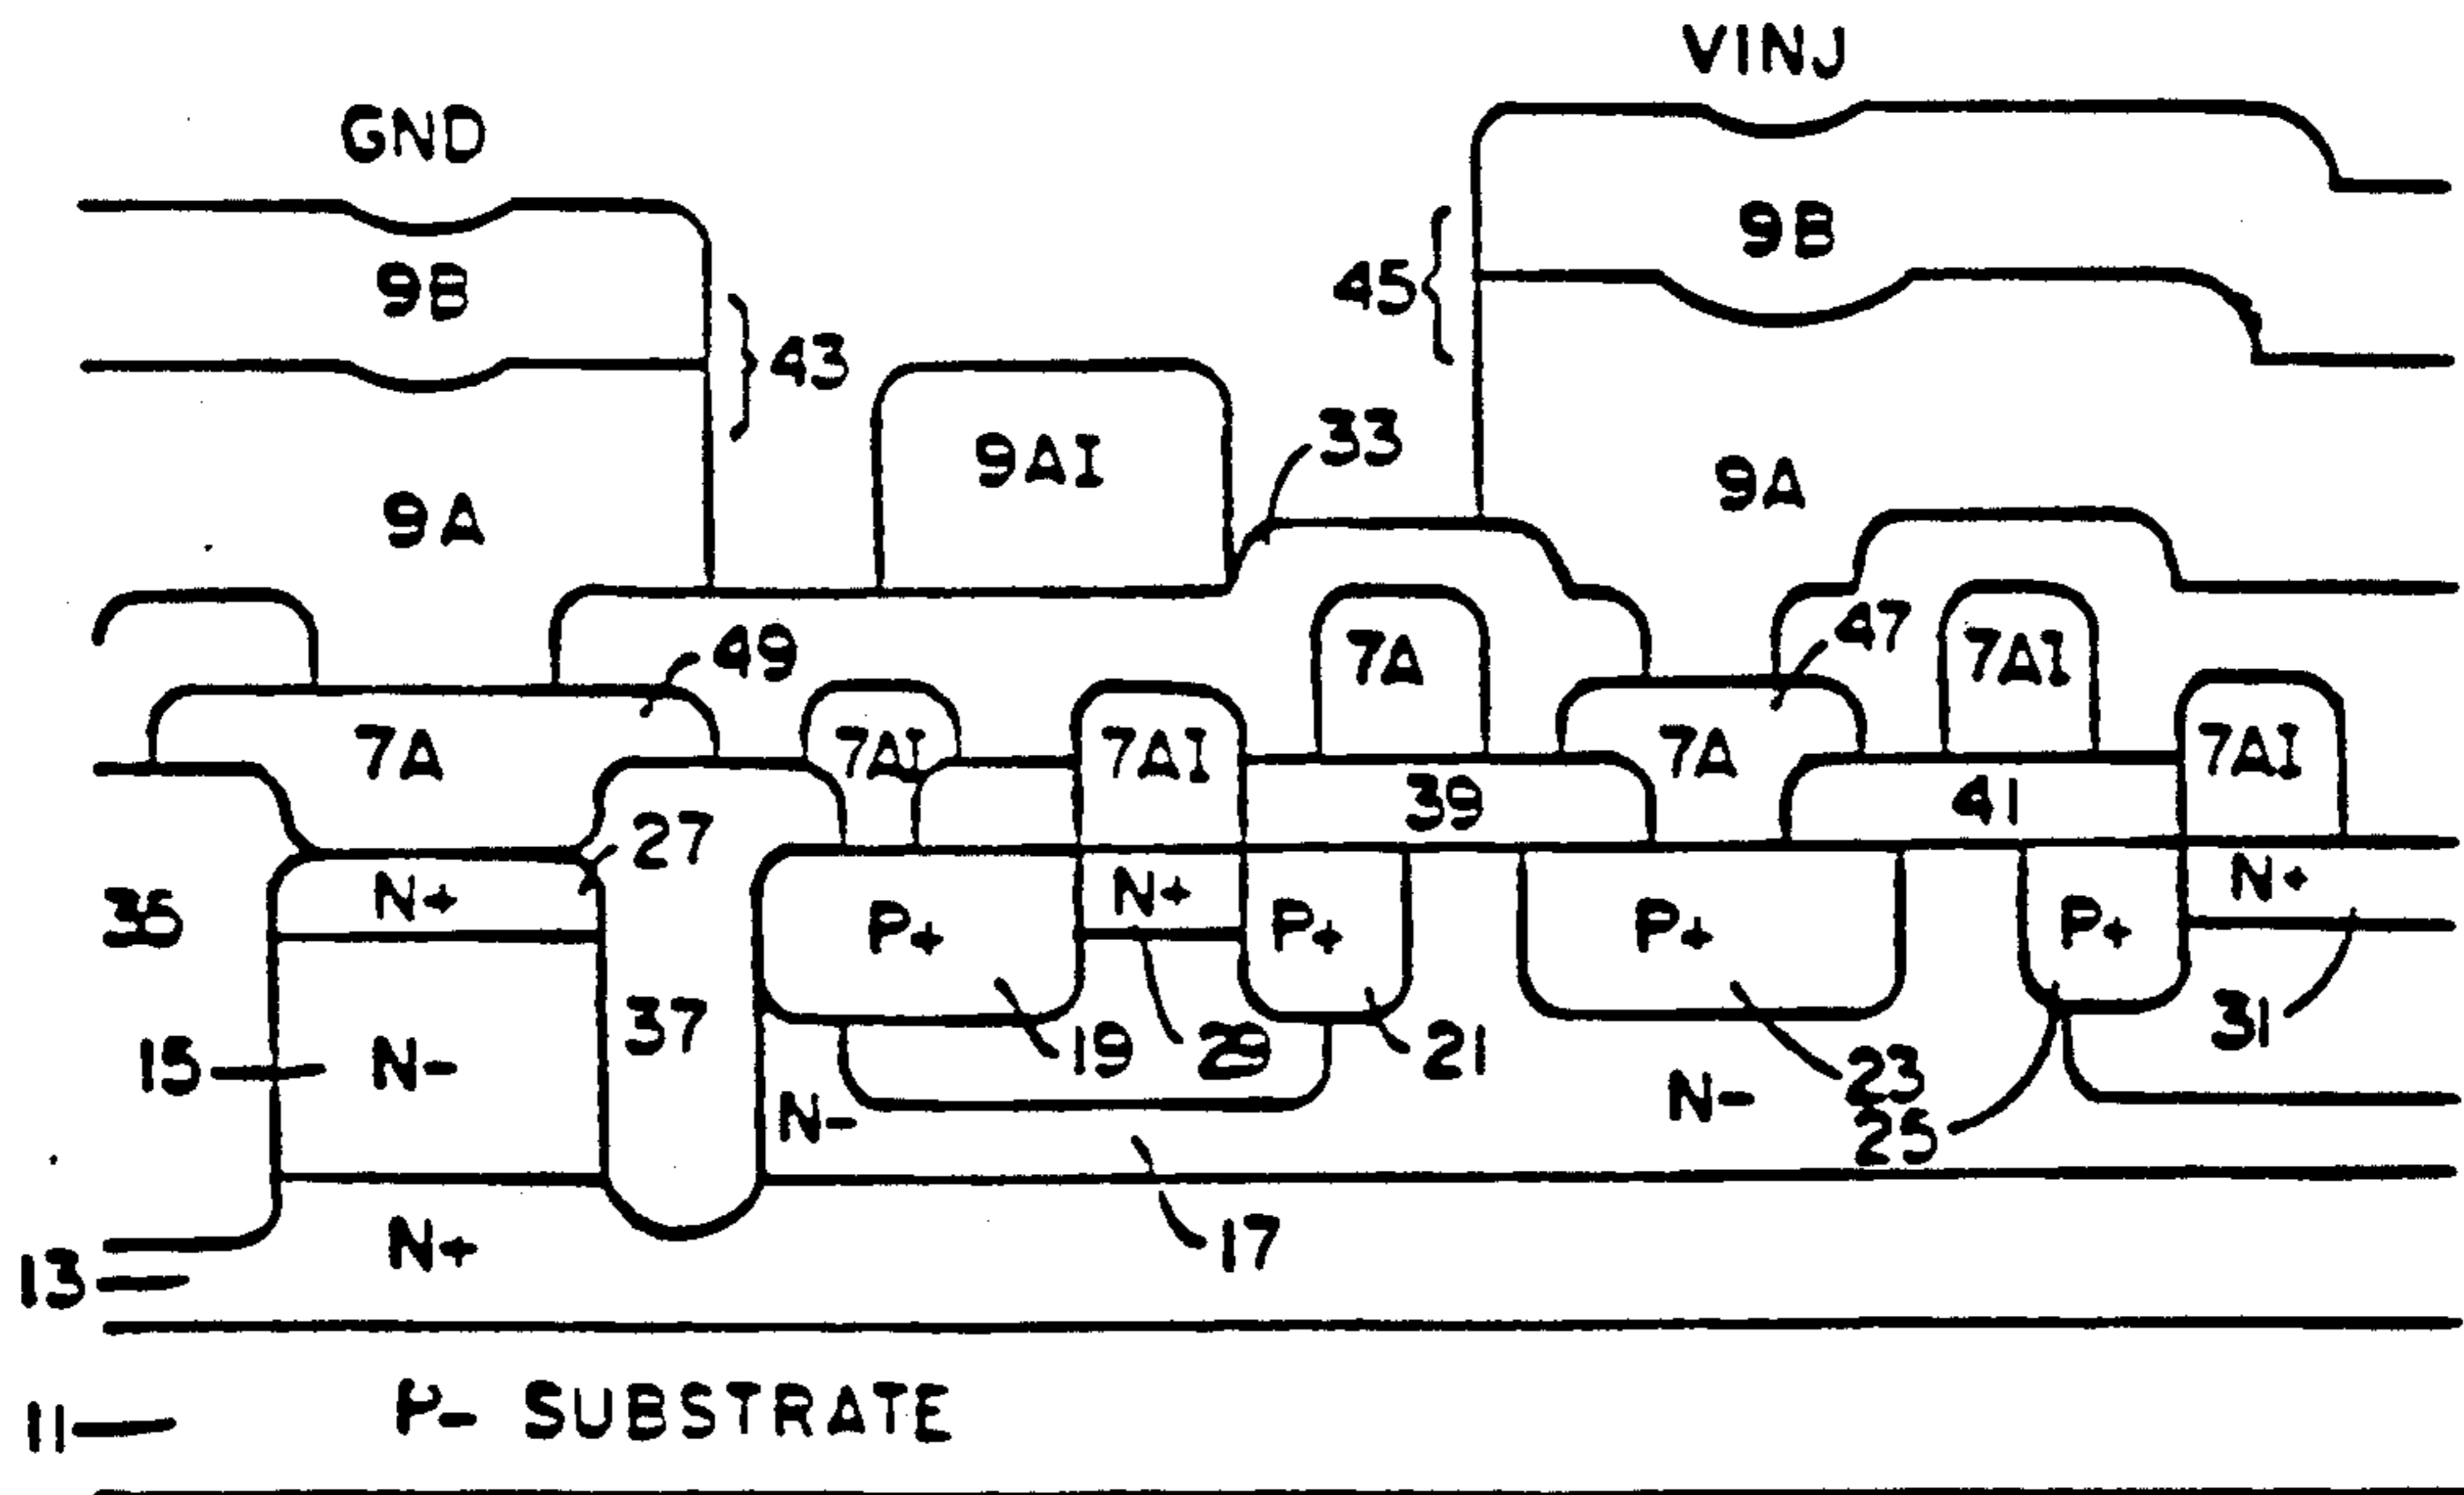 VINJ
GND
9B
9B
45
43
33
9AI
9A
9A
49
47
7A
7AI
7A
7AI
7AI
7A
7AI
39
41
27
N+
N+
N+
35
P+
P+
P+
P+
37
19
29
21
31
15
N-
23
N-
N-
25
N+
17
13
P- SUBSTRATE
11